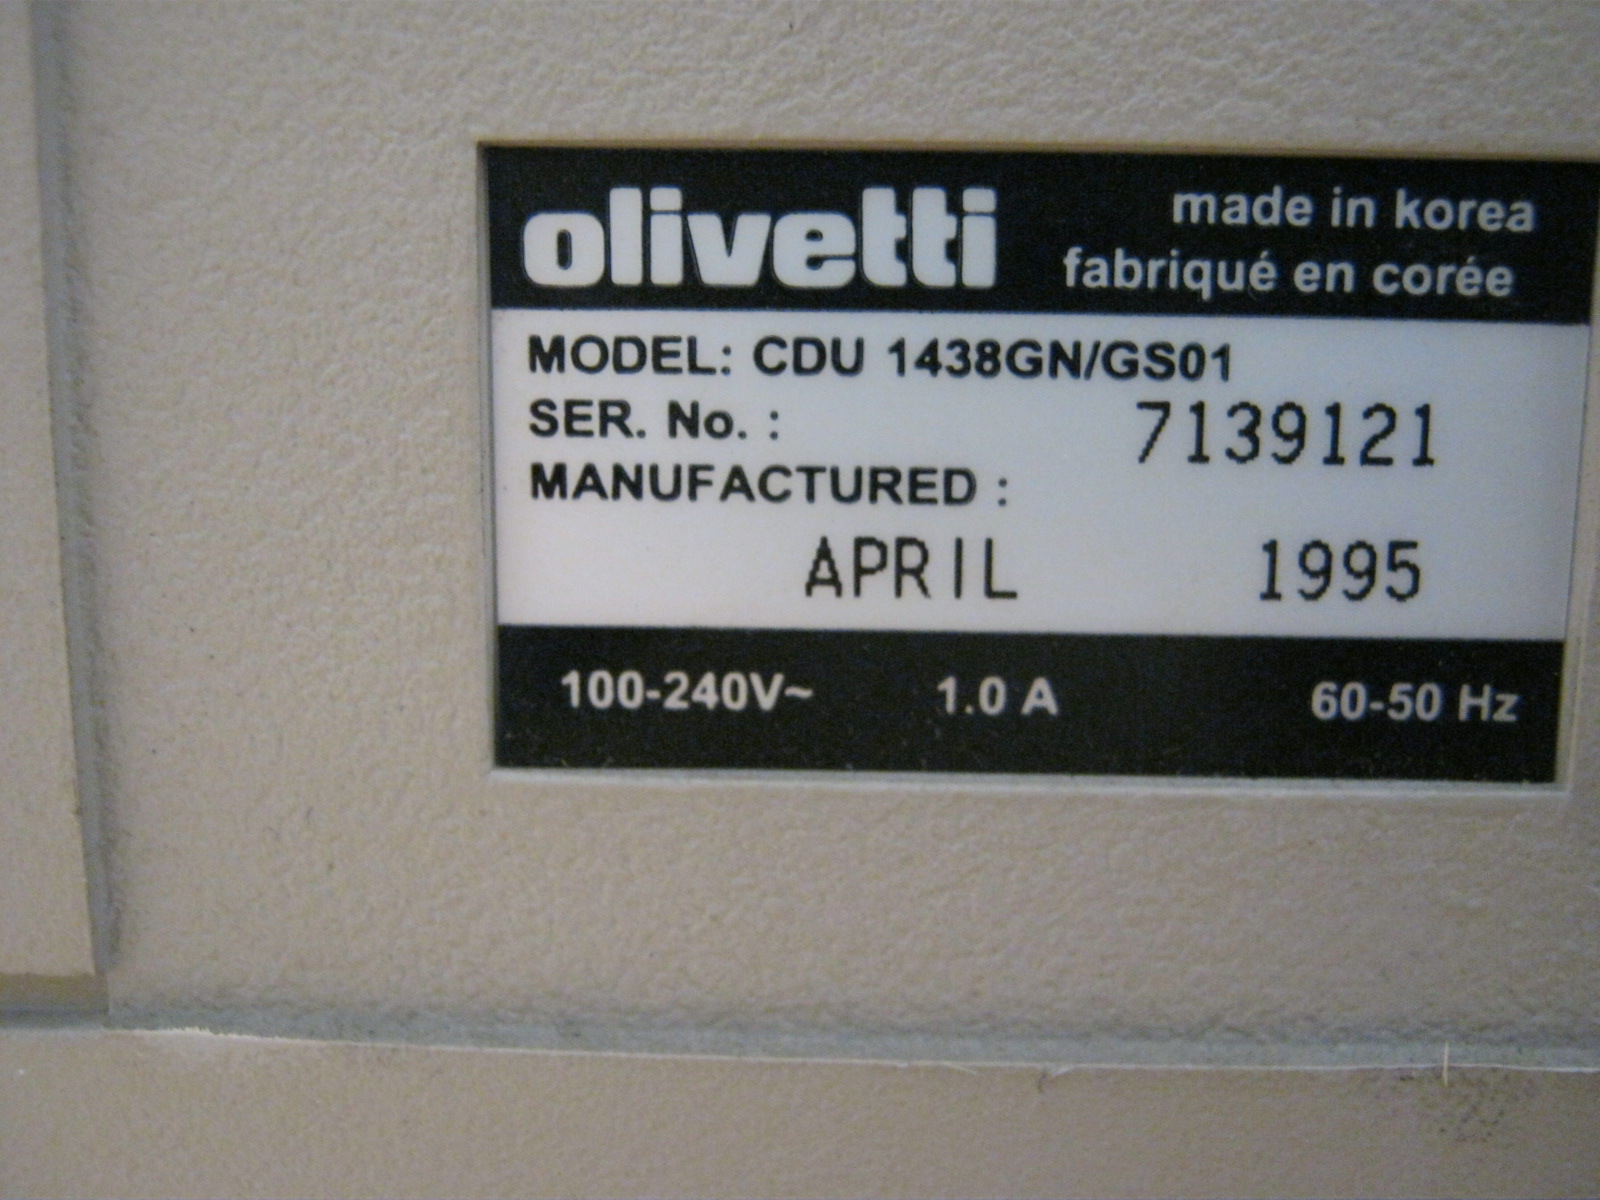 olivetti
made in korea
fabriqué en corée
MODEL: CDU 1438GN/GS01
SER. No. : 7139121
MANUFACTURED :
APRIL 1995
100-240V~ 1.0 A 60-50 Hz